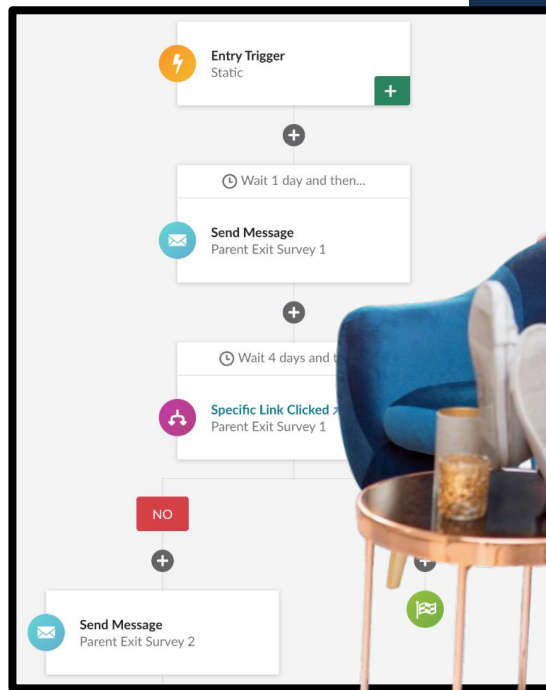 Entry Trigger
Static
+
+
Wait 1 day and then...
Send Message
Parent Exit Survey 1
+
Wait 4 days and
Specific Link Clicked
Parent Exit Survey 1
NO
+
+
Send Message
Parent Exit Survey 2